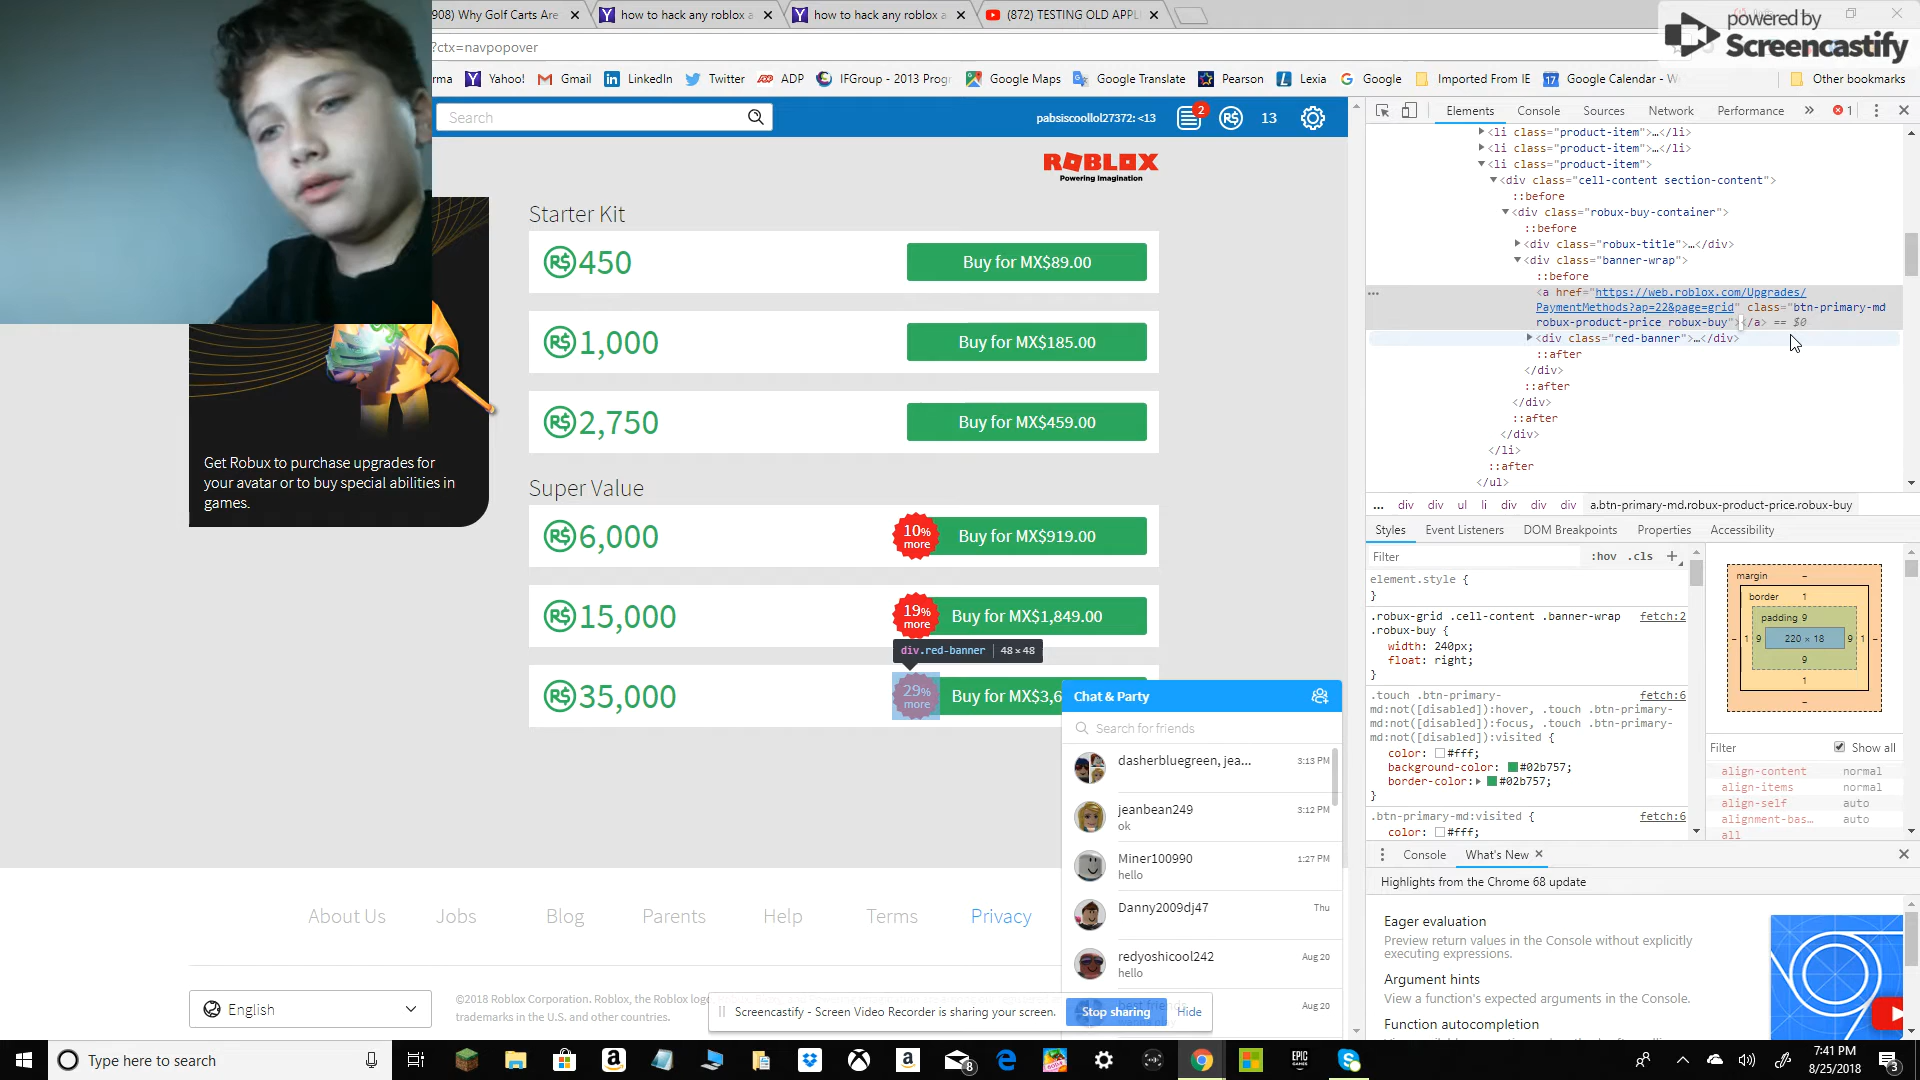 908) Why Golf Carts Are
how to hack any roblox a
how to hack any roblox a
(872) TESTING OLD APPL
powered by
Screencastify
?ctx=navpopover
rma
Yahoo!
Gmail
LinkedIn
Twitter
ADP
IFGroup - 2013 Prog
Google Maps
Google Translate
Pearson
Lexia
Google
Imported From IE
Google Calendar - W
Other bookmarks
Search
pabsiscoollol27372: <13
2
R$
13
ROBLOX
Powering Imagination
Get Robux to purchase upgrades for
your avatar or to buy special abilities in
games.
Starter Kit
R$ 450
Buy for MX$89.00
R$ 1,000
Buy for MX$185.00
R$ 2,750
Buy for MX$459.00
Super Value
R$ 6,000
10%
more
Buy for MX$919.00
R$ 15,000
19%
more
Buy for MX$1,849.00
div.red-banner | 48×48
R$ 35,000
29%
more
Buy for MX$3,6
Chat & Party
Search for friends
dasherbluegreen, jea...
3:13 PM
jeanbean249
3:12 PM
ok
Miner100990
1:27 PM
hello
Danny2009dj47
Thu
redyoshicool242
Aug 20
hello
best friends
Aug 20
About Us
Jobs
Blog
Parents
Help
Terms
Privacy
English
©2018 Roblox Corporation. Roblox, the Roblox log
trademarks in the U.S. and other countries.
Screencastify - Screen Video Recorder is sharing your screen.
Stop sharing
Hide
Elements
Console
Sources
Network
Performance
»
1
<li class="product-item">…</li>
<li class="product-item">…</li>
<li class="product-item">
<div class="cell-content section-content">
::before
<div class="robux-buy-container">
::before
<div class="robux-title">…</div>
<div class="banner-wrap">
::before
<a href="https://web.roblox.com/Upgrades/
PaymentMethods?ap=22&page=grid" class="btn-primary-md
robux-product-price robux-buy"></a> == $0
<div class="red-banner">…</div>
::after
</div>
::after
</div>
::after
</div>
</li>
::after
</ul>
...
div
div
ul
li
div
div
div
a.btn-primary-md.robux-product-price.robux-buy
Styles
Event Listeners
DOM Breakpoints
Properties
Accessibility
Filter
:hov
.cls
+
element.style {
}
.robux-grid .cell-content .banner-wrap
fetch:2
.robux-buy {
width: 240px;
float: right;
}
.touch .btn-primary-
fetch:6
md:not([disabled]):hover, .touch .btn-primary-
md:not([disabled]):focus, .touch .btn-primary-
md:not([disabled]):visited {
color: #fff;
background-color: #02b757;
border-color: #02b757;
}
.btn-primary-md:visited {
fetch:6
color: #fff;
margin
–
border
1
padding 9
– 1 9 220 × 18 9 1 –
9
1
–
Filter
Show all
align-content
normal
align-items
normal
align-self
auto
alignment-bas…
auto
all
Console
What's New
Highlights from the Chrome 68 update
Eager evaluation
Preview return values in the Console without explicitly
executing expressions.
Argument hints
View a function's expected arguments in the Console.
Function autocompletion
Type here to search
8
EPIC
GAMES
7:41 PM
8/25/2018
3